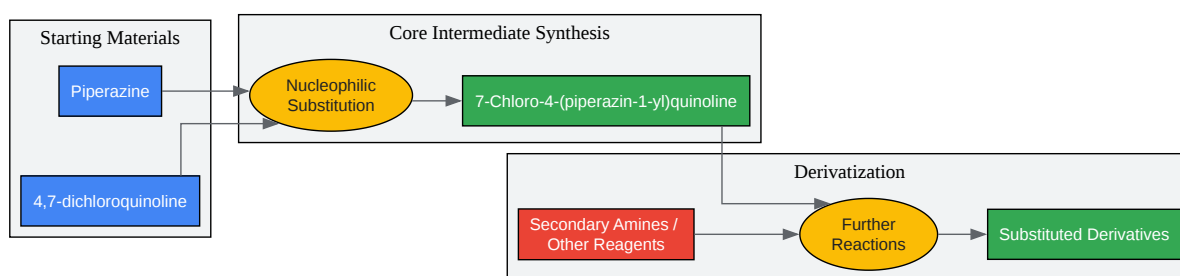 Starting Materials
Piperazine
4,7-dichloroquinoline
Core Intermediate Synthesis
Nucleophilic
Substitution
7-Chloro-4-(piperazin-1-yl)quinoline
Derivatization
Secondary Amines /
Other Reagents
Further
Reactions
Substituted Derivatives